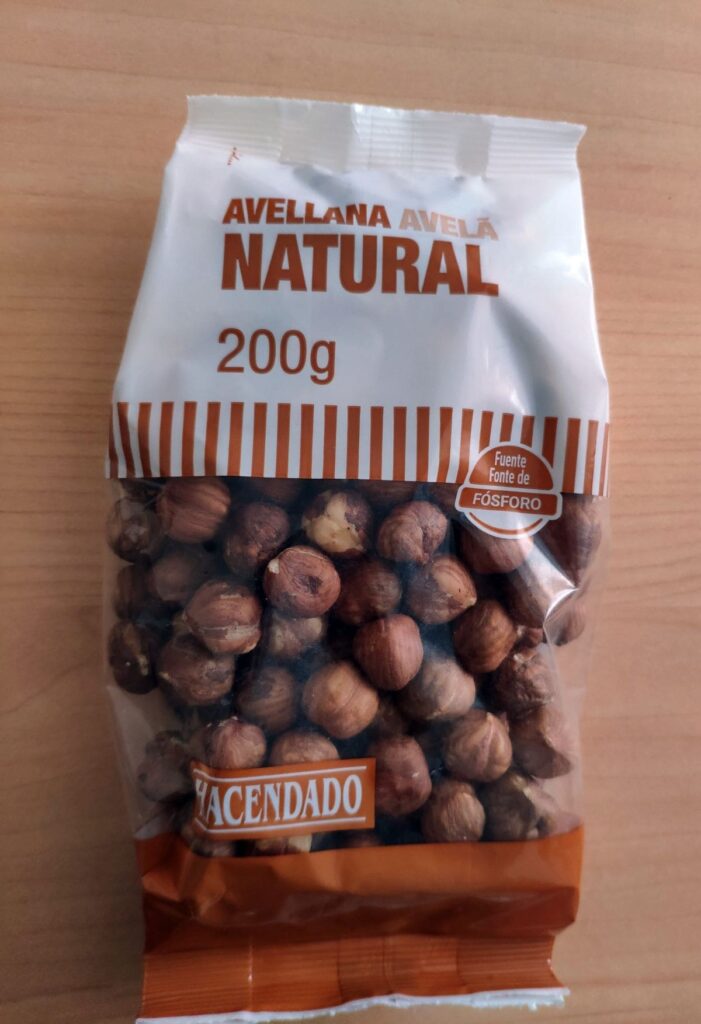 AVELLANA AVELÃ
NATURAL
200g
Fuente
Fonte de
FÓSFORO
HACENDADO